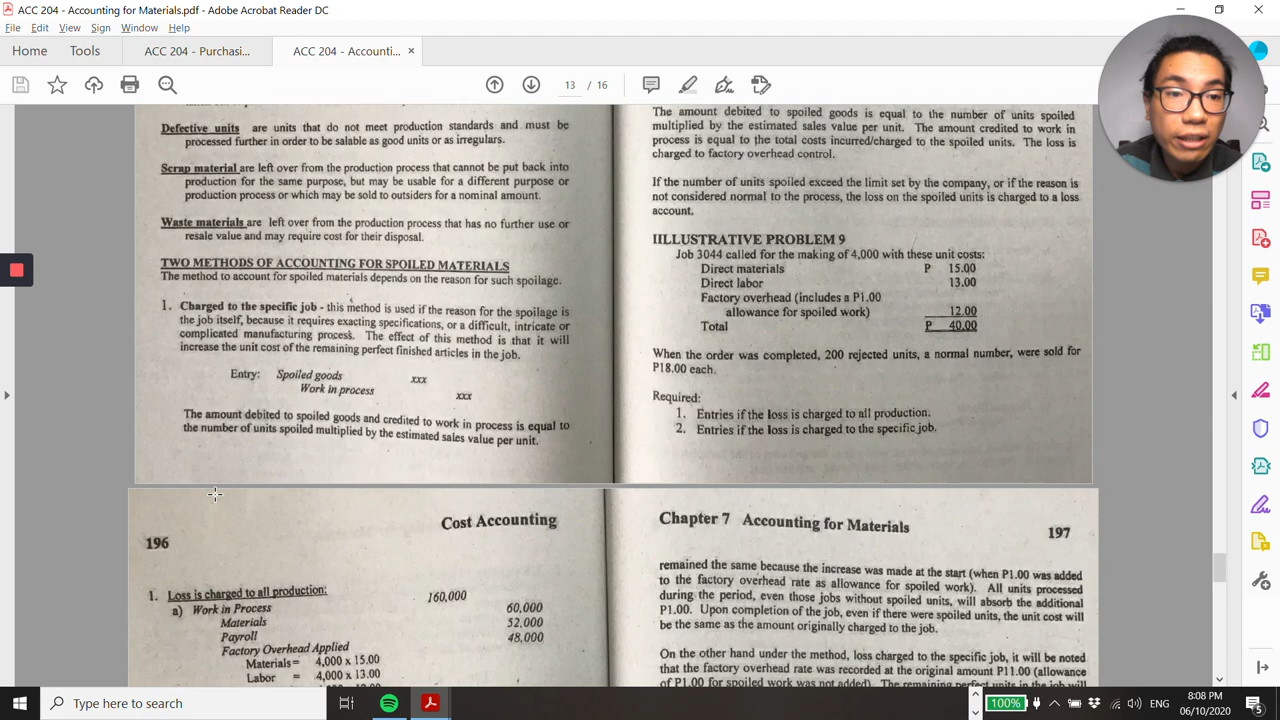 ACC 204 - Accounting for Materials.pdf - Adobe Acrobat Reader DC
File Edit View Sign Window Help
Home Tools ACC 204 - Purchasi... ACC 204 - Accounti... ×
13 / 16
Defective units are units that do not meet production standards and must be
processed further in order to be salable as good units or as irregulars.
Scrap material are left over from the production process that cannot be put back into
production for the same purpose, but may be usable for a different purpose or
production process or which may be sold to outsiders for a nominal amount.
Waste materials are left over from the production process that has no further use or
resale value and may require cost for their disposal.
TWO METHODS OF ACCOUNTING FOR SPOILED MATERIALS
The method to account for spoiled materials depends on the reason for such spoilage.
1. Charged to the specific job - this method is used if the reason for the spoilage is
the job itself, because it requires exacting specifications, or a difficult, intricate or
complicated manufacturing process. The effect of this method is that it will
increase the unit cost of the remaining perfect finished articles in the job.
Entry: Spoiled goods xxx
Work in process xxx
The amount debited to spoiled goods and credited to work in process is equal to
the number of units spoiled multiplied by the estimated sales value per unit.
The amount debited to spoiled goods is equal to the number of units spoiled
multiplied by the estimated sales value per unit. The amount credited to work in
process is equal to the total costs incurred/charged to the spoiled units. The loss is
charged to factory overhead control.
If the number of units spoiled exceed the limit set by the company, or if the reason is
not considered normal to the process, the loss on the spoiled units is charged to a loss
account.
IILLUSTRATIVE PROBLEM 9
Job 3044 called for the making of 4,000 with these unit costs:
Direct materials P 15.00
Direct labor 13.00
Factory overhead (includes a P1.00
allowance for spoiled work) 12.00
Total P 40.00
When the order was completed, 200 rejected units, a normal number, were sold for
P18.00 each.
Required:
1. Entries if the loss is charged to all production.
2. Entries if the loss is charged to the specific job.
196 Cost Accounting
1. Loss is charged to all production:
a) Work in Process 160,000
Materials 60,000
Payroll 52,000
Factory Overhead Applied 48,000
Materials = 4,000 x 15.00
Labor = 4,000 x 13.00
Chapter 7 Accounting for Materials 197
remained the same because the increase was made at the start (when P1.00 was added
to the factory overhead rate as allowance for spoiled work). All units processed
during the period, even those jobs without spoiled units, will absorb the additional
P1.00. Upon completion of the job, even if there were spoiled units, the unit cost will
be the same as the amount originally charged to the job.
On the other hand under the method, loss charged to the specific job, it will be noted
that the factory overhead rate was recorded at the original amount P11.00 (allowance
of P1.00 for spoiled work was not added). The remaining perfect units in the job will
Type here to search
100%
ENG
8:08 PM
06/10/2020